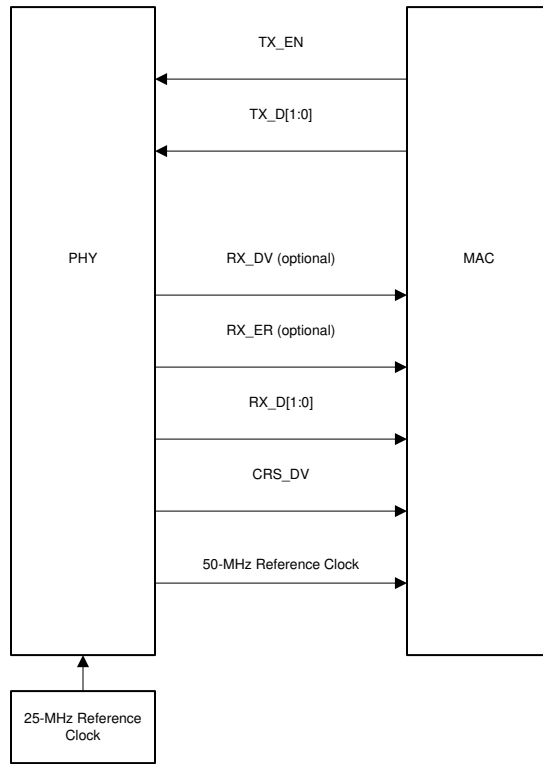 TX_EN
TX_D[1:0]
PHY
RX_DV (optional)
MAC
RX_ER (optional)
RX_D[1:0]
CRS_DV
50-MHz Reference Clock
25-MHz Reference
Clock